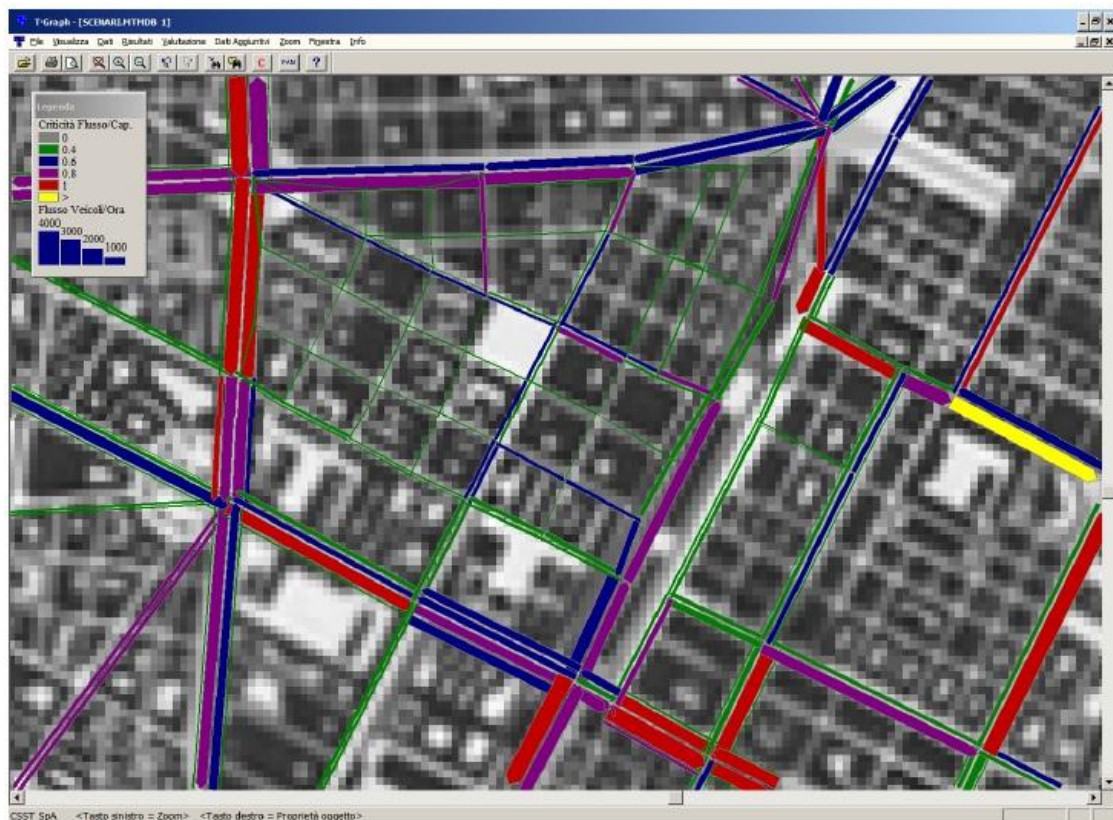 T-Graph - [SCENARI.MTMDB 1]
File Visualizza Dati Risultati Valutazione Dati Aggiuntivi Zoom Finestra Info
C PAN ?
Legenda
Criticità Flusso/Cap.
0
0.4
0.6
0.8
1
>
Flusso Veicoli/Ora
4000
3000
2000
1000
CSST SpA <Tasto sinistro = Zoom> <Tasto destro = Proprietà oggetto>